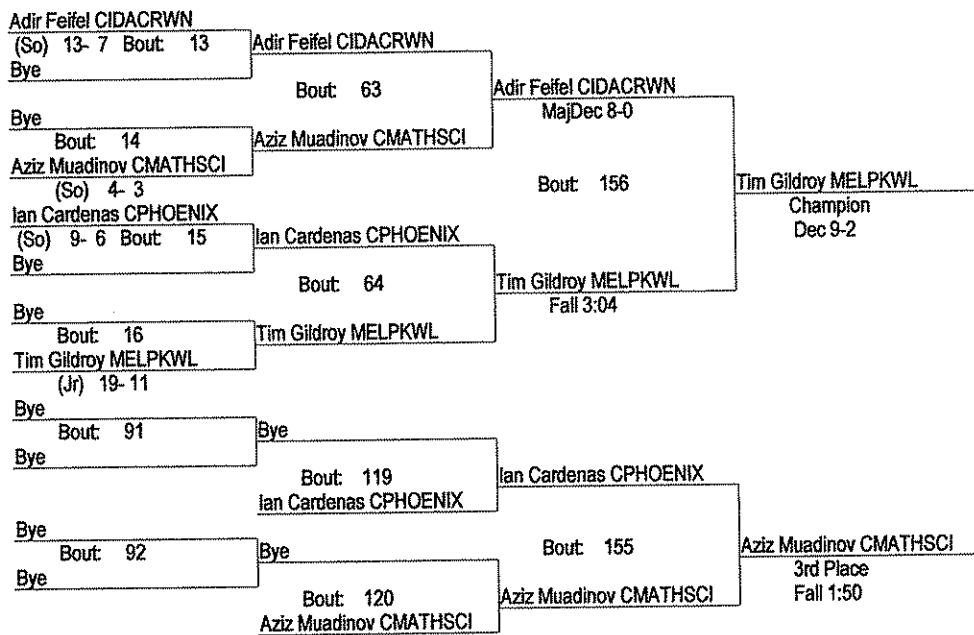 Adir Feifel CIDACRWN
(So) 13- 7 Bout: 13
Bye
Adir Feifel CIDACRWN
Bout: 63
Bye
Bout: 14
Aziz Muadinov CMATHSCI
(So) 4- 3
Aziz Muadinov CMATHSCI
Adir Feifel CIDACRWN
MajDec 8-0
Bout: 156
Ian Cardenas CPHOENIX
(So) 9- 6 Bout: 15
Bye
Ian Cardenas CPHOENIX
Bout: 64
Bye
Bout: 16
Tim Gildroy MELPKWL
(Jr) 19- 11
Tim Gildroy MELPKWL
Tim Gildroy MELPKWL
Fall 3:04
Tim Gildroy MELPKWL
Champion
Dec 9-2
Bye
Bout: 91
Bye
Bye
Bout: 119
Ian Cardenas CPHOENIX
Ian Cardenas CPHOENIX
Bout: 155
Bye
Bout: 92
Bye
Bye
Bout: 120
Aziz Muadinov CMATHSCI
Aziz Muadinov CMATHSCI
Aziz Muadinov CMATHSCI
3rd Place
Fall 1:50